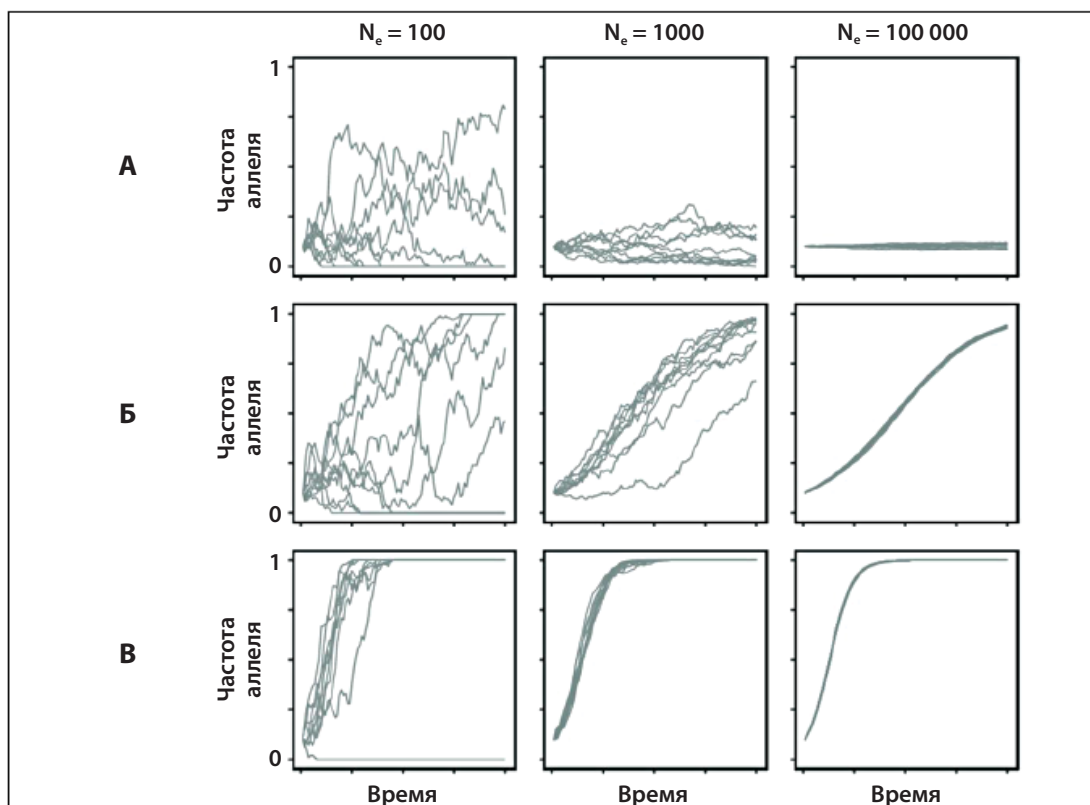 N_e = 100 N_e = 1000 N_e = 100 000
А
Частота
аллеля
1
0
Б
Частота
аллеля
1
0
В
Частота
аллеля
1
0
Время Время Время